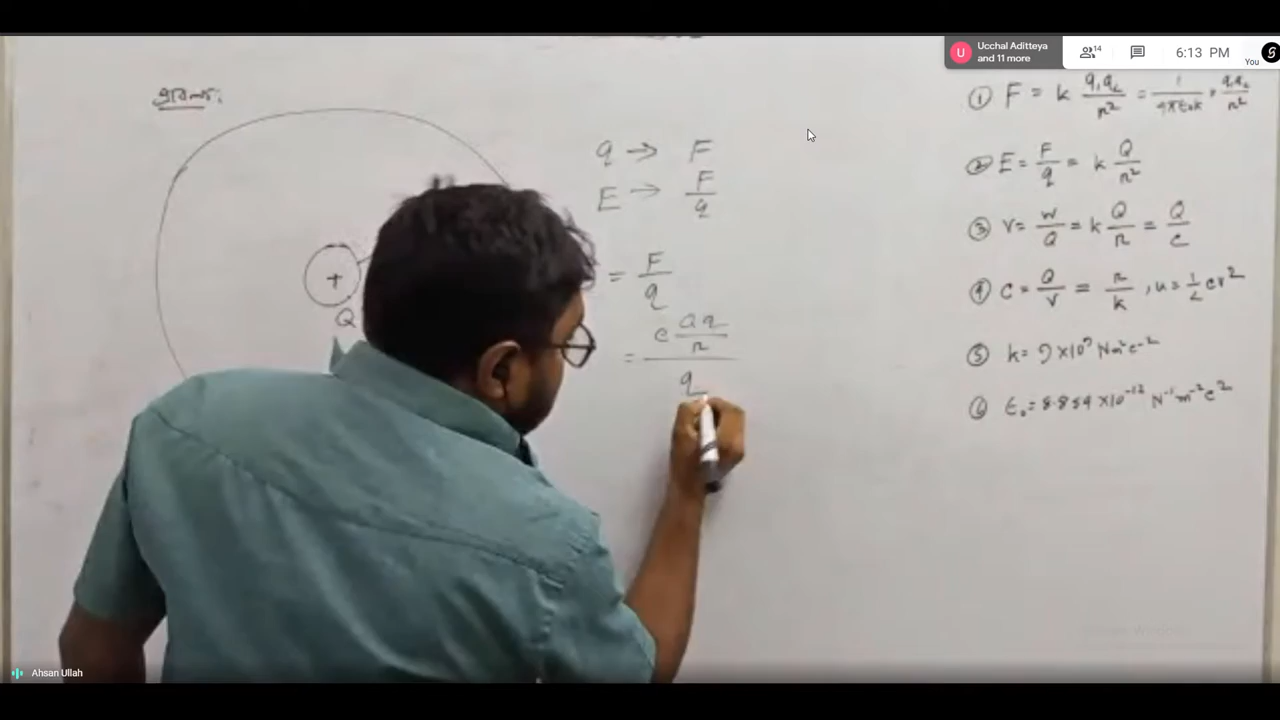 Ucchal Aditteya
and 11 more
14
6:13 PM
You
প্রাবল্য:
Q
q → F
E → F/q
= F/q
= (c Qq/r)/q
① F = k q₁q₂/r² = 1/4πε₀k × q₁q₂/r²
② E = F/q = k Q/r²
③ V = W/Q = k Q/r = Q/C
④ C = Q/V = r/k , u = ½ cv²
⑤ k = 9×10⁹ Nm²c⁻²
⑥ ε₀ = 8.854 ×10⁻¹² N⁻¹m⁻²c²
Ahsan Ullah